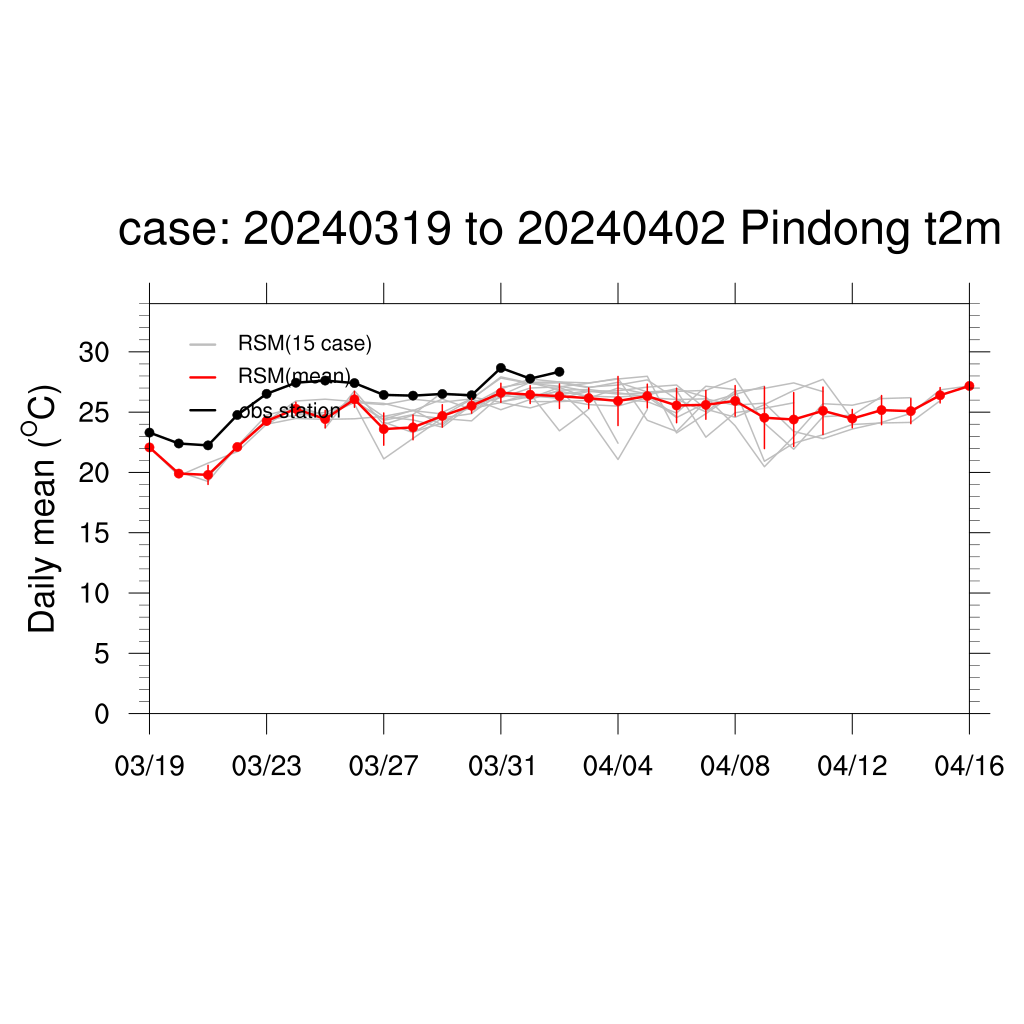 case: 20240319 to 20240402 Pindong t2m
RSM(15 case)
RSM(mean)
obs station
Daily mean (°C)
30
25
20
15
10
5
0
03/19 03/23 03/27 03/31 04/04 04/08 04/12 04/16